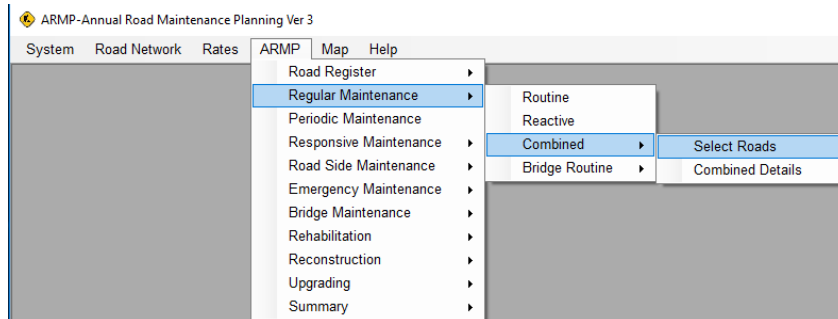 ARMP-Annual Road Maintenance Planning Ver 3
System Road Network Rates ARMP Map Help
Road Register
Regular Maintenance
Periodic Maintenance
Responsive Maintenance
Road Side Maintenance
Emergency Maintenance
Bridge Maintenance
Rehabilitation
Reconstruction
Upgrading
Summary
Routine
Reactive
Combined
Bridge Routine
Select Roads
Combined Details